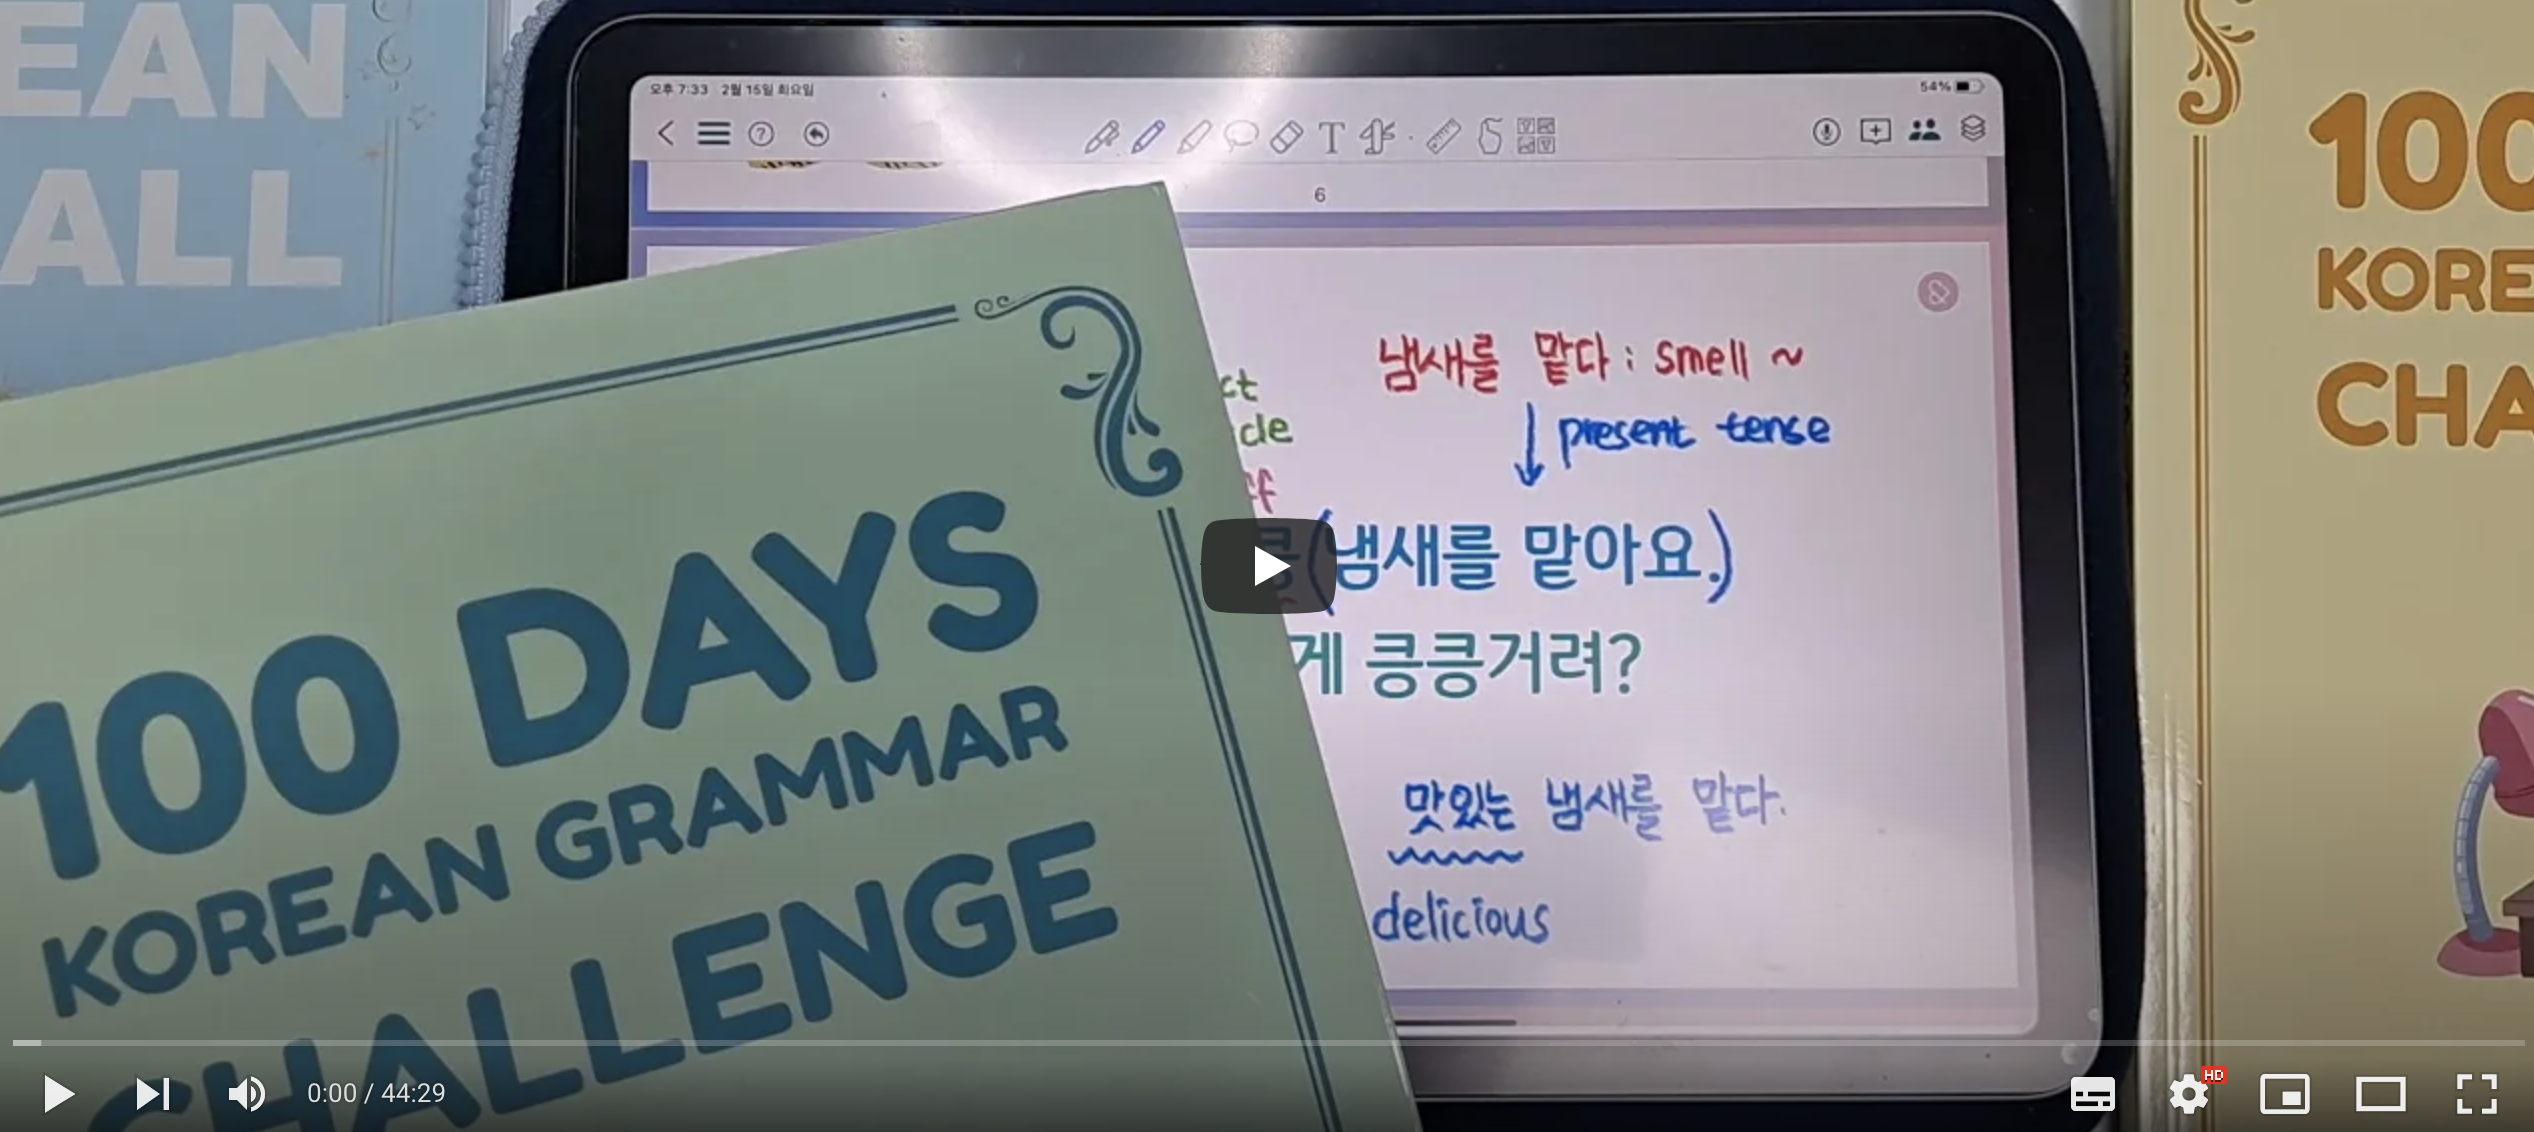 EAN
ALL
오후 7:33 2월 15일 화요일
54%
T
6
100 DAYS
KOREAN GRAMMAR
CHALLENGE
냄새를 맡다 : smell ~
present tense
ct
cle
ff
킁 (냄새를 맡아요.)
게 킁킁거려?
맛있는 냄새를 맡다.
delicious
100
KORE
CHA
0:00 / 44:29
HD